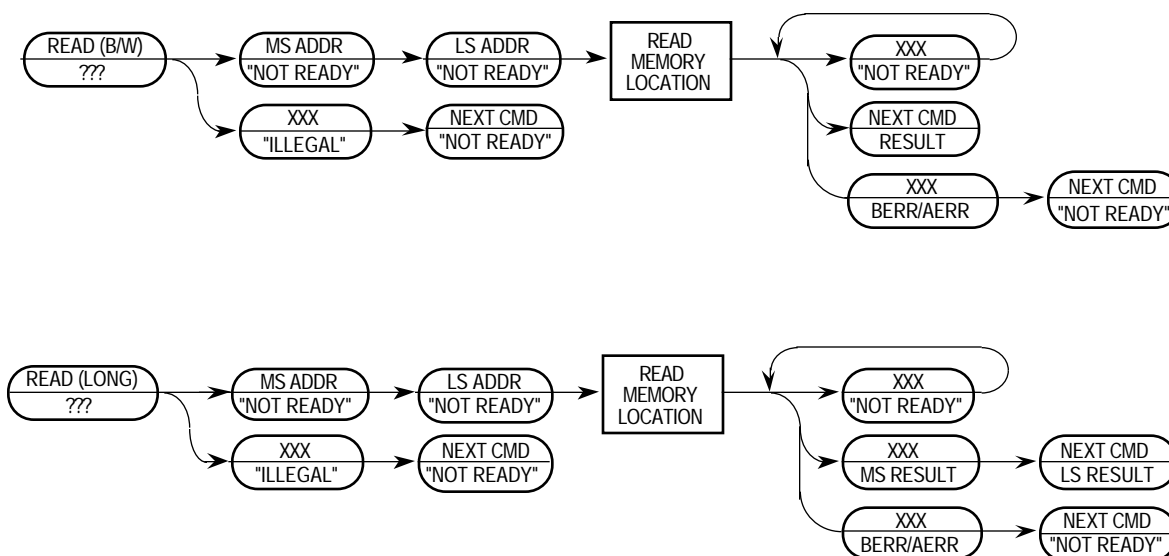 READ (B/W)
???
MS ADDR
"NOT READY"
LS ADDR
"NOT READY"
READ
MEMORY
LOCATION
XXX
"NOT READY"
XXX
"ILLEGAL"
NEXT CMD
"NOT READY"
NEXT CMD
RESULT
XXX
BERR/AERR
NEXT CMD
"NOT READY"
READ (LONG)
???
MS ADDR
"NOT READY"
LS ADDR
"NOT READY"
READ
MEMORY
LOCATION
XXX
"NOT READY"
XXX
"ILLEGAL"
NEXT CMD
"NOT READY"
XXX
MS RESULT
NEXT CMD
LS RESULT
XXX
BERR/AERR
NEXT CMD
"NOT READY"